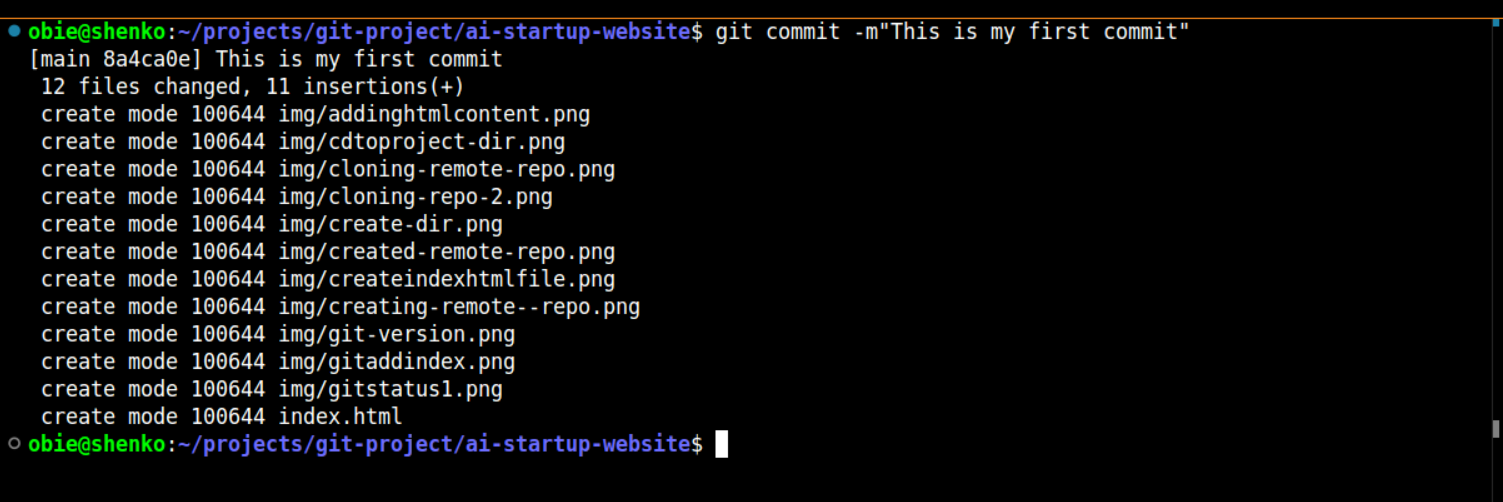 obie@shenko:~/projects/git-project/ai-startup-website$ git commit -m"This is my first commit"
[main 8a4ca0e] This is my first commit
 12 files changed, 11 insertions(+)
 create mode 100644 img/addinghtmlcontent.png
 create mode 100644 img/cdtoproject-dir.png
 create mode 100644 img/cloning-remote-repo.png
 create mode 100644 img/cloning-repo-2.png
 create mode 100644 img/create-dir.png
 create mode 100644 img/created-remote-repo.png
 create mode 100644 img/createindexhtmlfile.png
 create mode 100644 img/creating-remote--repo.png
 create mode 100644 img/git-version.png
 create mode 100644 img/gitaddindex.png
 create mode 100644 img/gitstatus1.png
 create mode 100644 index.html
obie@shenko:~/projects/git-project/ai-startup-website$